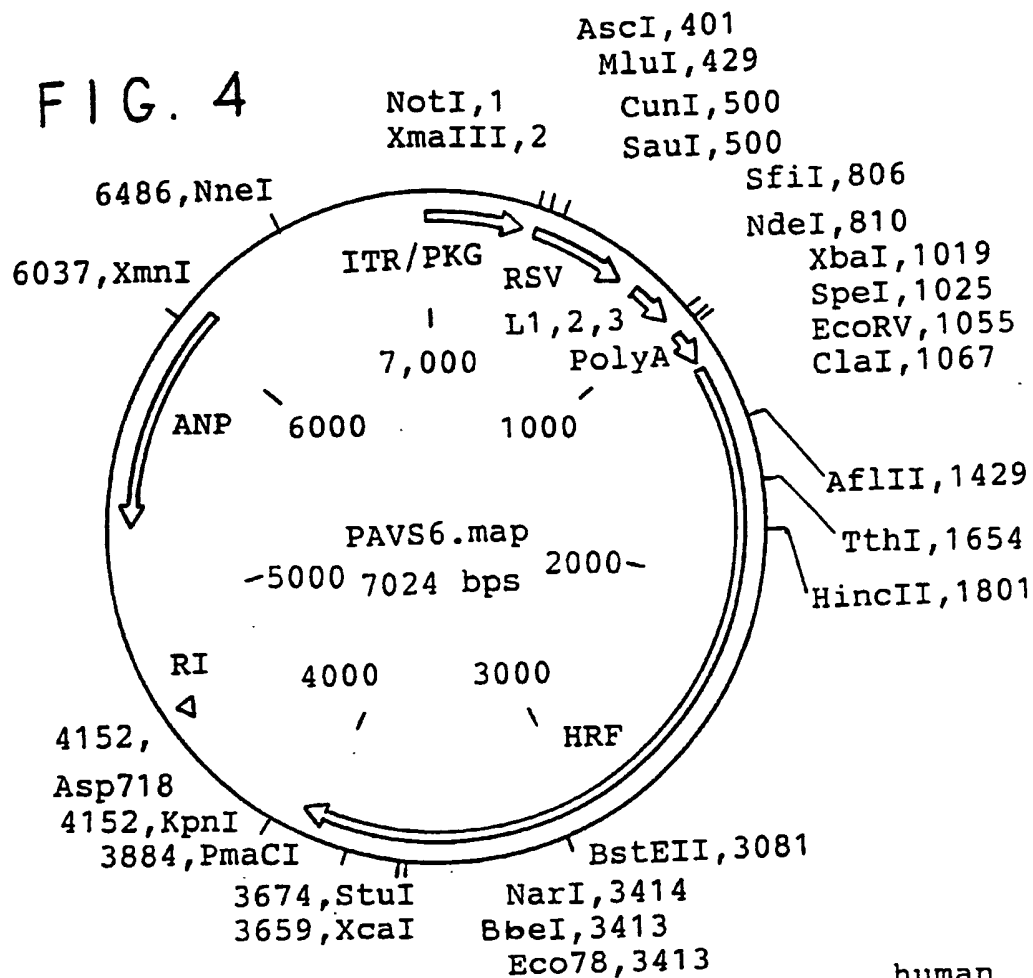 FIG. 4
AscI,401
MluI,429
CunI,500
SauI,500
NotI,1
XmaIII,2
SfiI,806
NdeI,810
XbaI,1019
SpeI,1025
EcoRV,1055
ClaI,1067
6486,NneI
6037,XmnI
ITR/PKG
RSV
L1,2,3
PolyA
7,000
1000
ANP
6000
AflII,1429
TthI,1654
HincII,1801
PAVS6.map
7024 bps
5000
2000
RI
4000
3000
HRF
4152,
Asp718
4152,KpnI
3884,PmaCI
3674,StuI
3659,XcaI
BstEII,3081
NarI,3414
BbeI,3413
Eco78,3413
human